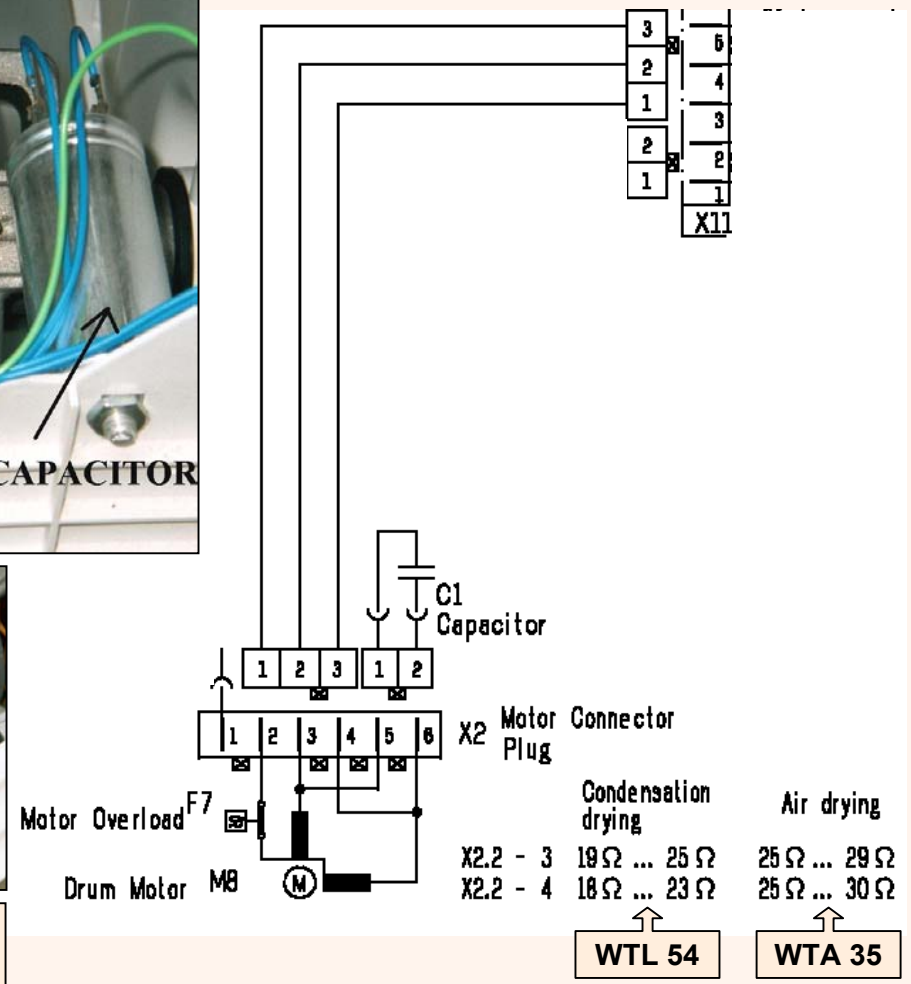 3
2
1
2
1
5
4
3
2
1
X11
CAPACITOR
C1
Capacitor
1 2 3 1 2
1 2 3 4 5 6
X2 Motor Connector
Plug
Motor Overload F7
Drum Motor M8
M
Condensation
drying
Air drying
X2.2 - 3 19Ω ... 25Ω 25Ω ... 29Ω
X2.2 - 4 18Ω ... 23Ω 25Ω ... 30Ω
WTL 54
WTA 35